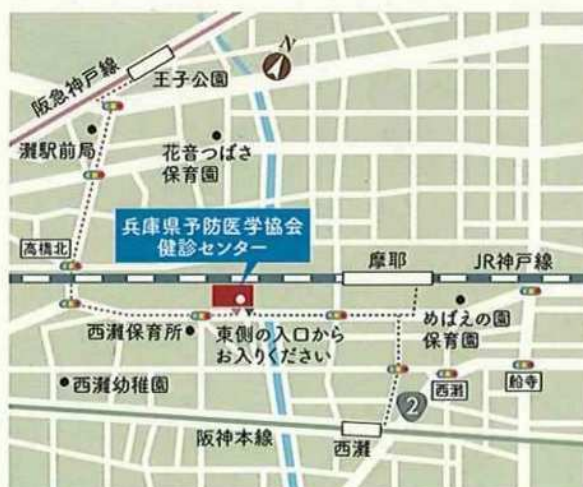 N
阪急神戸線
王子公園
灘駅前局
花音つばさ
保育園
兵庫県予防医学協会
健診センター
高橋北
摩耶
JR神戸線
西灘保育所
東側の入口から
お入りください
めばえの園
保育園
西灘幼稚園
2
西灘
船寺
阪神本線
西灘